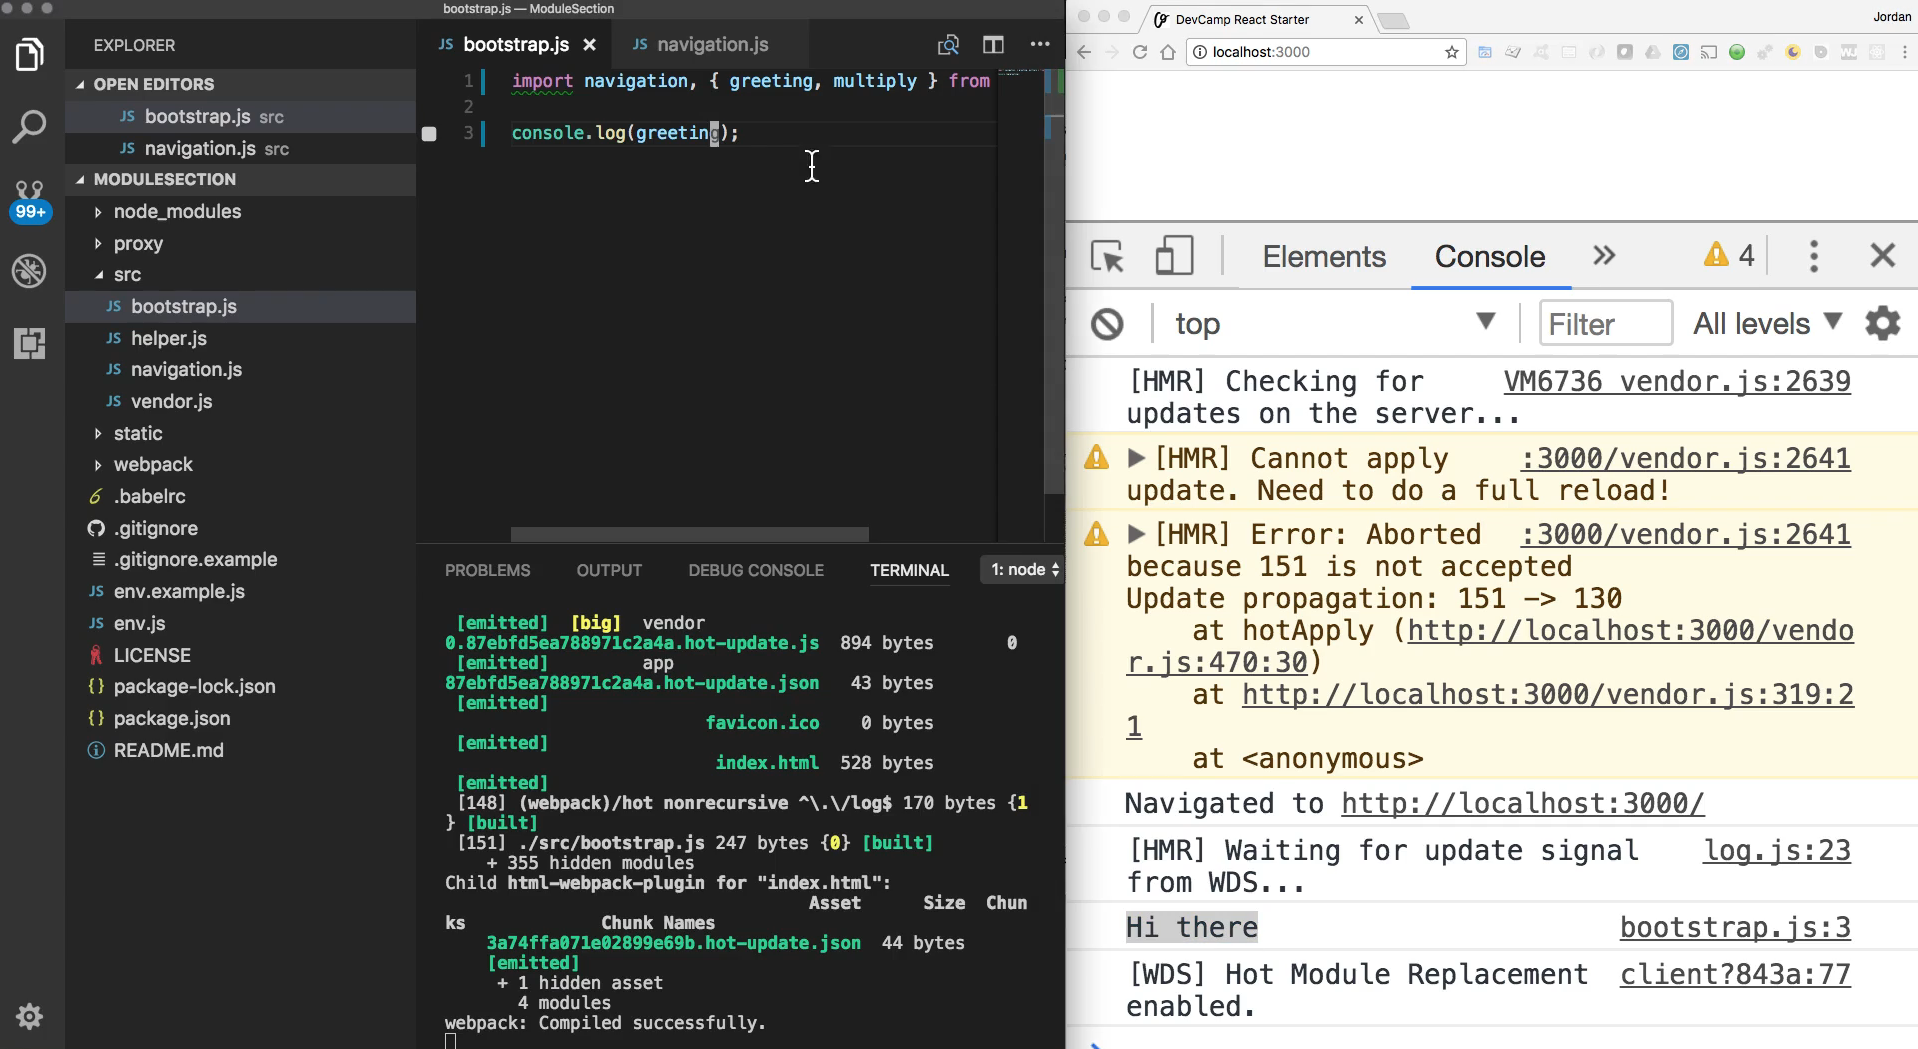 bootstrap.js — ModuleSection
EXPLORER
OPEN EDITORS
JS bootstrap.js src
JS navigation.js src
MODULESECTION
node_modules
proxy
src
JS bootstrap.js
JS helper.js
JS navigation.js
JS vendor.js
static
webpack
.babelrc
.gitignore
.gitignore.example
JS env.example.js
JS env.js
LICENSE
{} package-lock.json
{} package.json
README.md
99+
JS bootstrap.js ×
JS navigation.js
1 import navigation, { greeting, multiply } from
2
3 console.log(greeting);
PROBLEMS OUTPUT DEBUG CONSOLE TERMINAL 1: node
[emitted] [big] vendor
0.87ebfd5ea788971c2a4a.hot-update.js 894 bytes 0
[emitted] app
87ebfd5ea788971c2a4a.hot-update.json 43 bytes
[emitted]
favicon.ico 0 bytes
[emitted]
index.html 528 bytes
[emitted]
[148] (webpack)/hot nonrecursive ^\.\/log$ 170 bytes {1
} [built]
[151] ./src/bootstrap.js 247 bytes {0} [built]
+ 355 hidden modules
Child html-webpack-plugin for "index.html":
Asset Size Chun
ks Chunk Names
3a74ffa071e02899e69b.hot-update.json 44 bytes
[emitted]
+ 1 hidden asset
4 modules
webpack: Compiled successfully.
DevCamp React Starter ×
Jordan
localhost:3000
Elements Console » 4
top Filter All levels
[HMR] Checking for VM6736 vendor.js:2639
updates on the server...
[HMR] Cannot apply :3000/vendor.js:2641
update. Need to do a full reload!
[HMR] Error: Aborted :3000/vendor.js:2641
because 151 is not accepted
Update propagation: 151 -> 130
at hotApply (http://localhost:3000/vendo
r.js:470:30)
at http://localhost:3000/vendor.js:319:2
1
at <anonymous>
Navigated to http://localhost:3000/
[HMR] Waiting for update signal log.js:23
from WDS...
Hi there bootstrap.js:3
[WDS] Hot Module Replacement client?843a:77
enabled.